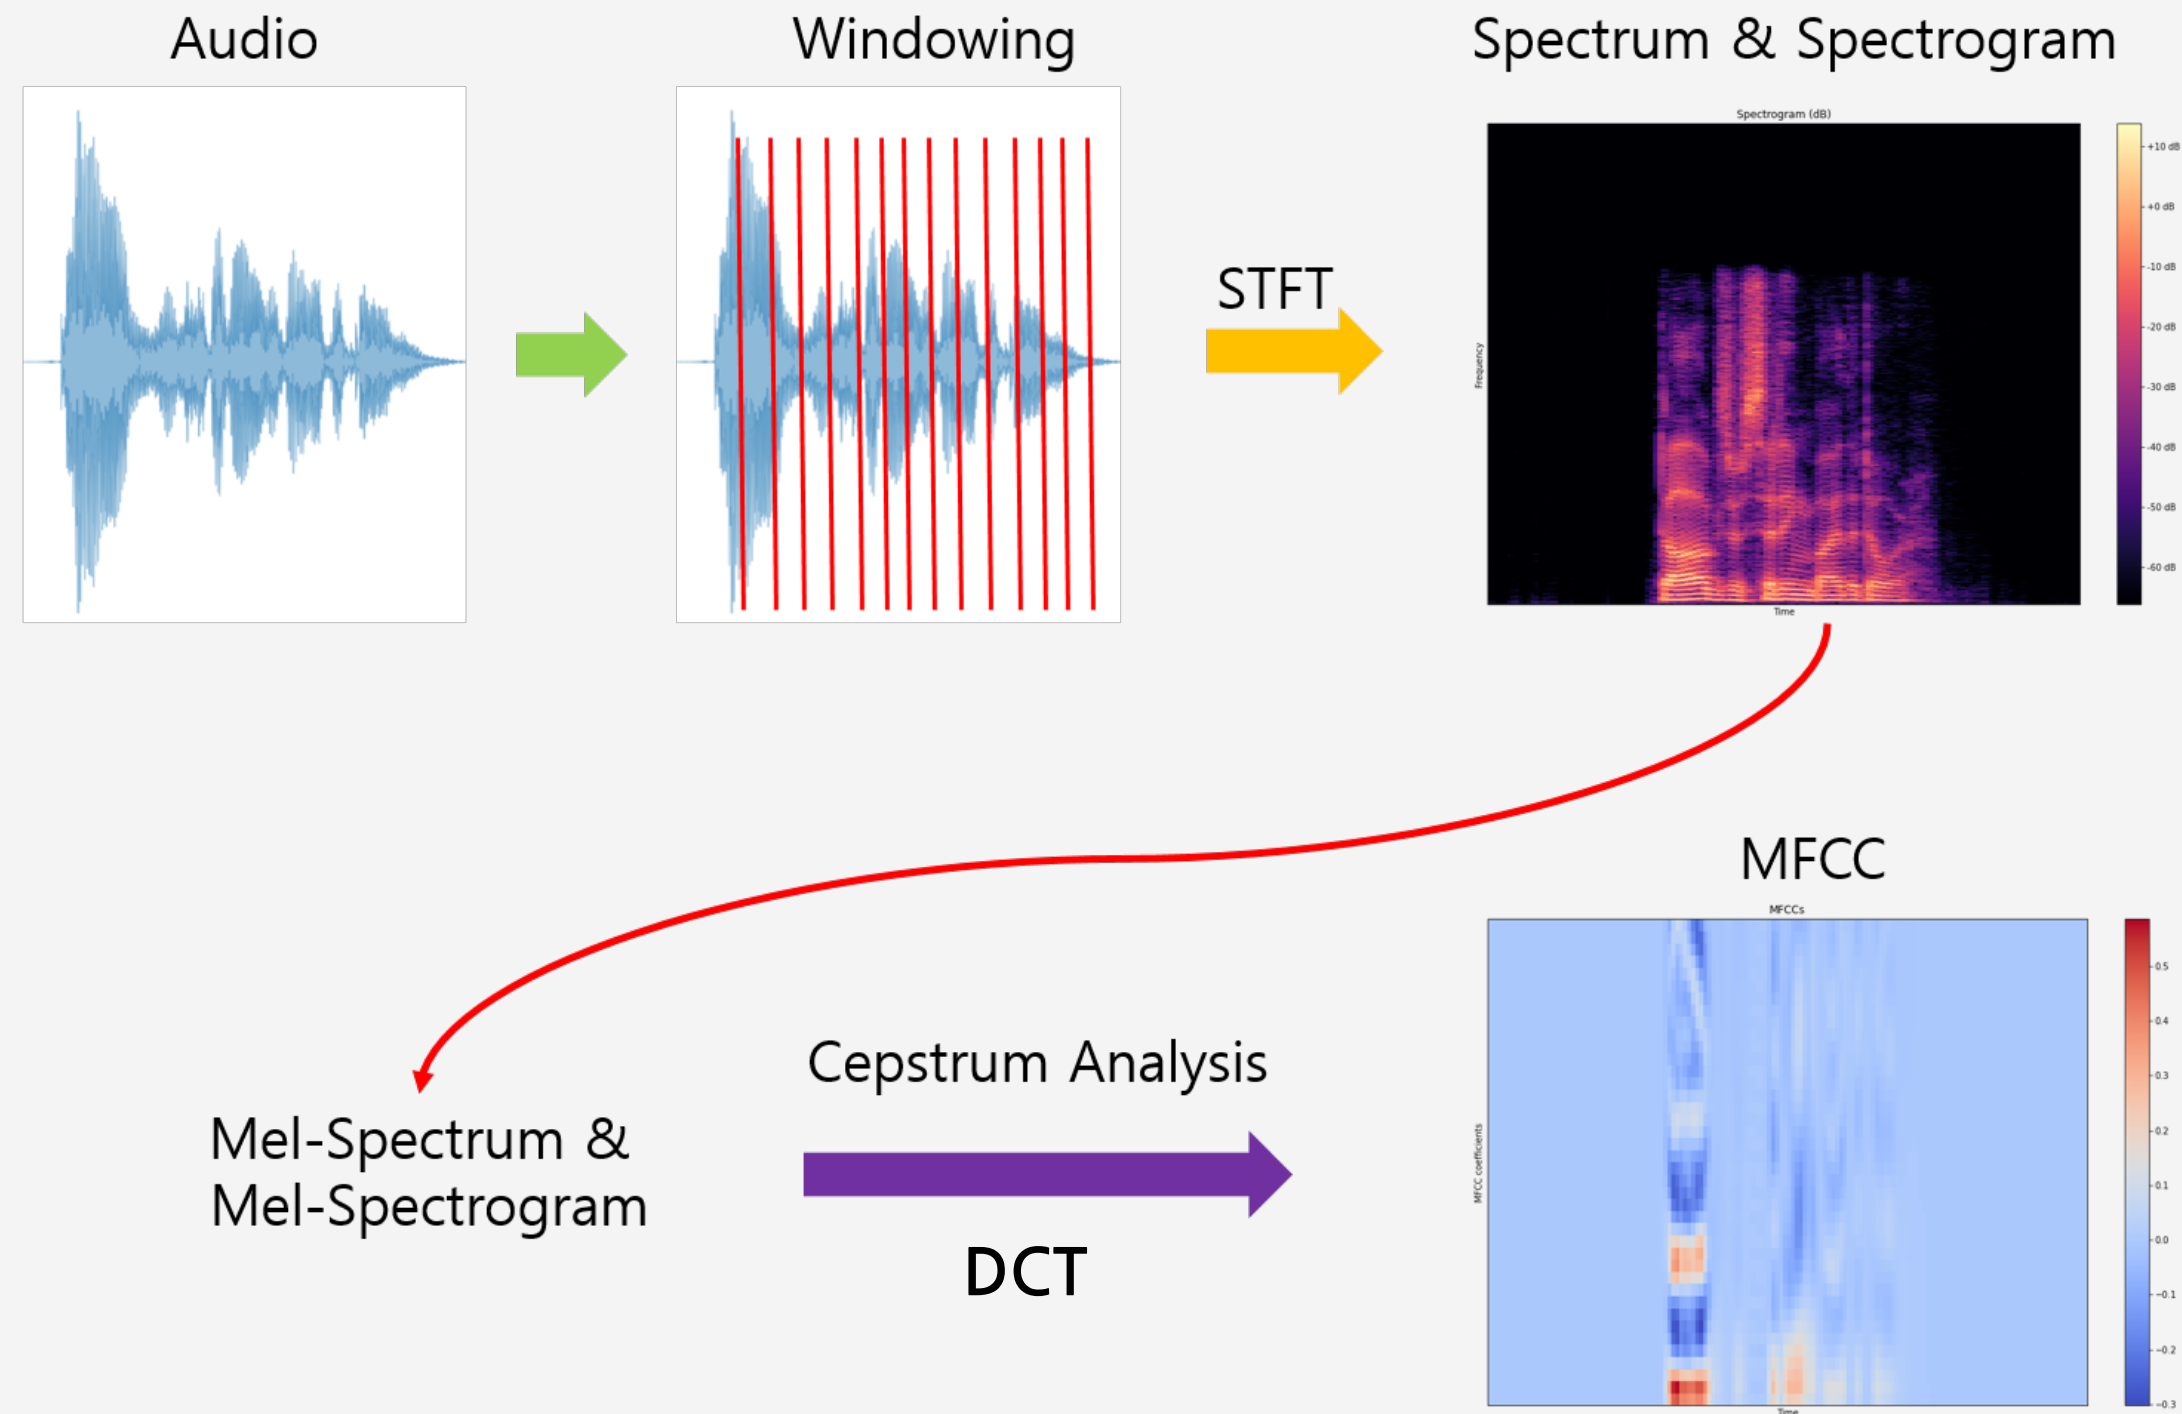 Audio
Windowing
Spectrum & Spectrogram
Spectrogram (dB)
+10 dB
+0 dB
-10 dB
-20 dB
-30 dB
-40 dB
-50 dB
-60 dB
Frequency
Time
STFT
Mel-Spectrum &
Mel-Spectrogram
Cepstrum Analysis
DCT
MFCC
MFCCs
0.5
0.4
0.3
0.2
0.1
0.0
-0.1
-0.2
-0.3
MFCC coefficients
Time